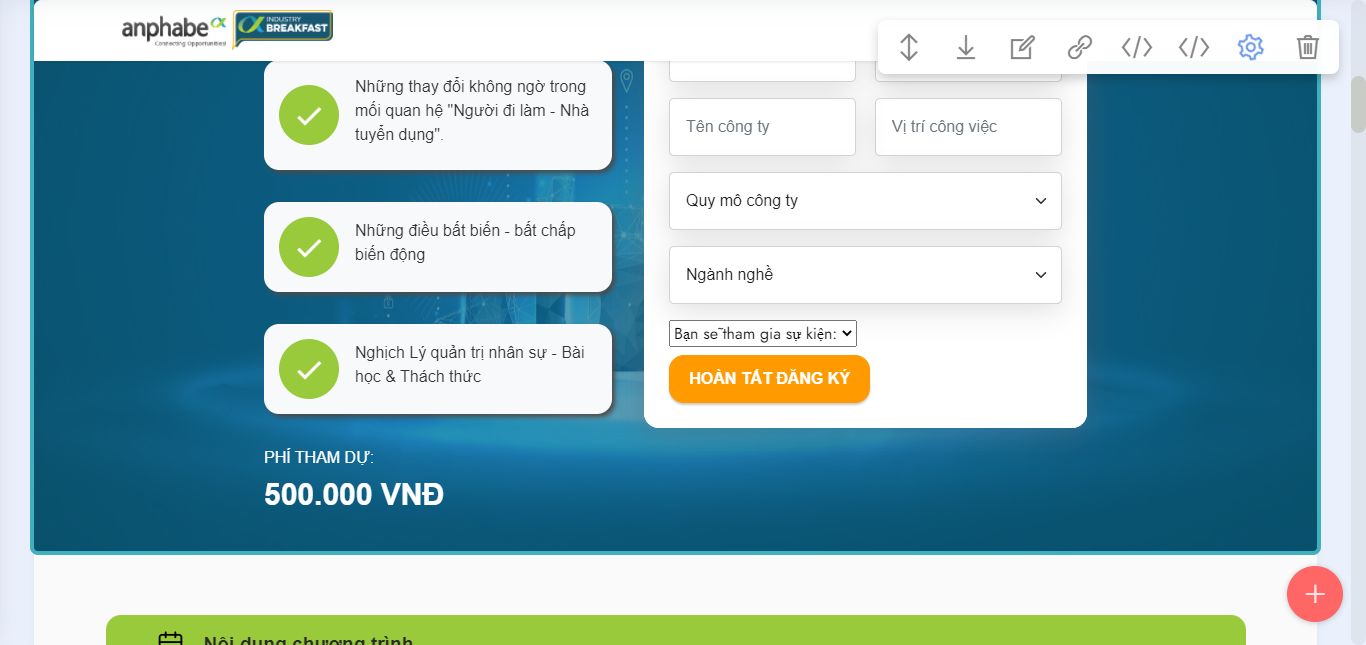 anphabe
Connecting Opportunities
INDUSTRY
BREAKFAST
Những thay đổi không ngờ trong
mối quan hệ "Người đi làm - Nhà
tuyển dụng".
Những điều bất biến - bất chấp
biến động
Nghịch Lý quản trị nhân sự - Bài
học & Thách thức
PHÍ THAM DỰ:
500.000 VNĐ
Tên công ty
Vị trí công việc
Quy mô công ty
Ngành nghề
Bạn sẽ tham gia sự kiện:
HOÀN TẤT ĐĂNG KÝ
Nội dung chương trình